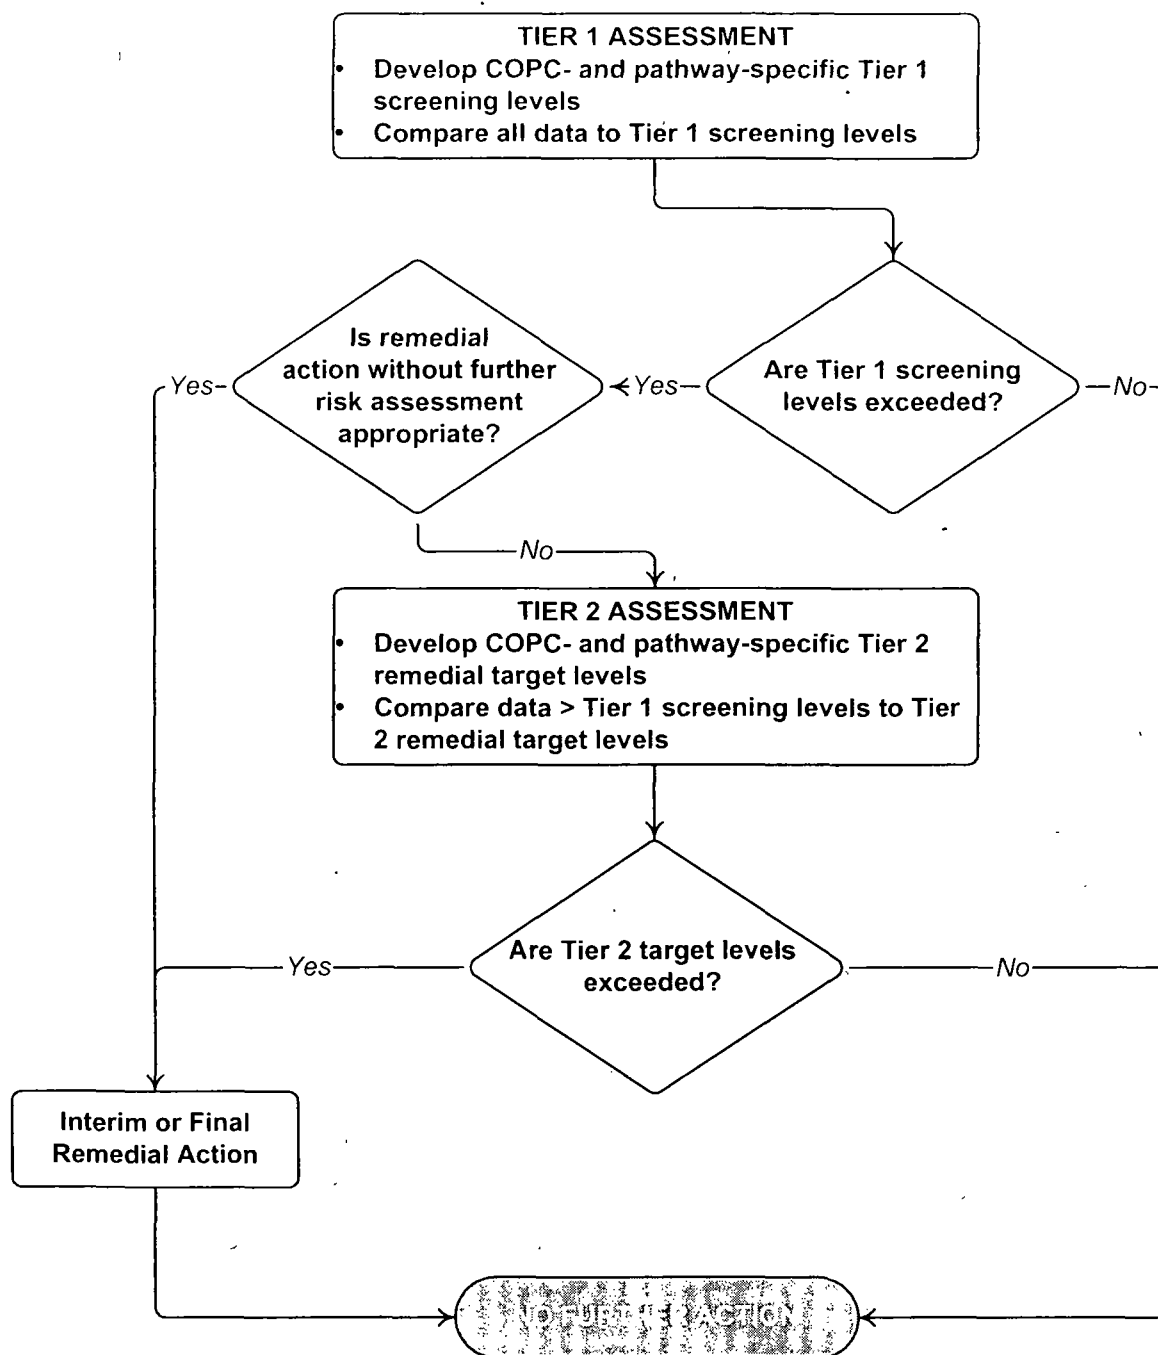 TIER 1 ASSESSMENT
• Develop COPC- and pathway-specific Tier 1
screening levels
• Compare all data to Tier 1 screening levels
Is remedial
action without further
risk assessment
appropriate?
Are Tier 1 screening
levels exceeded?
Yes
Yes
No
No
TIER 2 ASSESSMENT
• Develop COPC- and pathway-specific Tier 2
remedial target levels
• Compare data > Tier 1 screening levels to Tier
2 remedial target levels
Are Tier 2 target levels
exceeded?
Yes
No
Interim or Final
Remedial Action
NO FURTHER ACTION